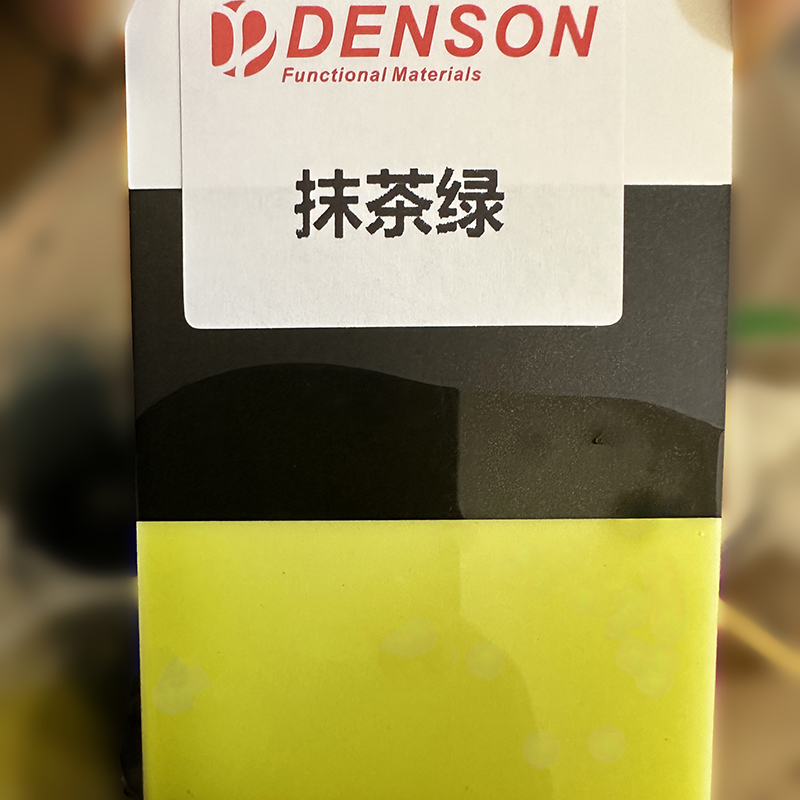 DENSON
Functional Materials
抹茶绿